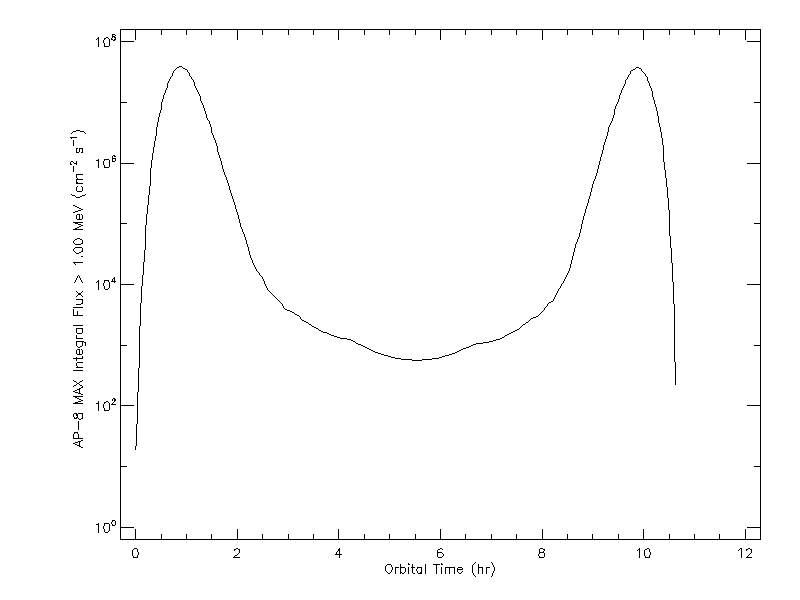 10⁸
10⁶
10⁴
10²
10⁰
AP-8 MAX Integral Flux > 1.00 MeV (cm⁻² s⁻¹)
0 2 4 6 8 10 12
Orbital Time (hr)